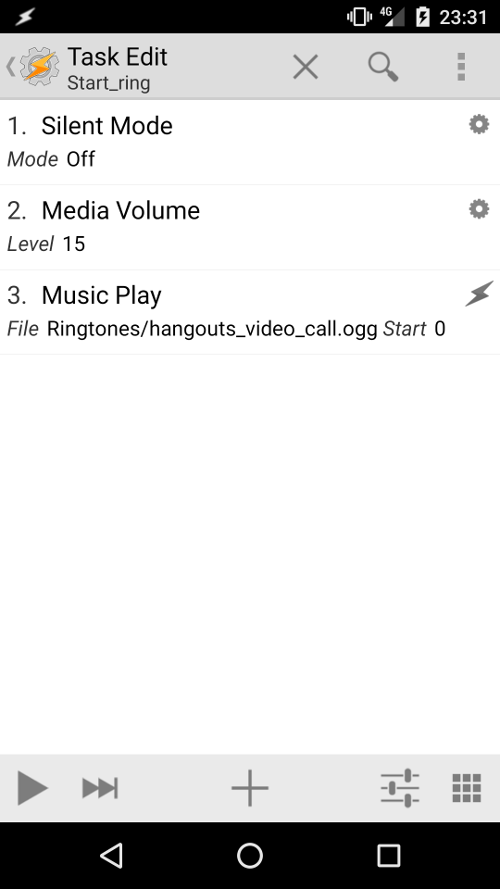 4G 23:31
Task Edit
Start_ring
1. Silent Mode
Mode Off
2. Media Volume
Level 15
3. Music Play
File Ringtones/hangouts_video_call.ogg Start 0